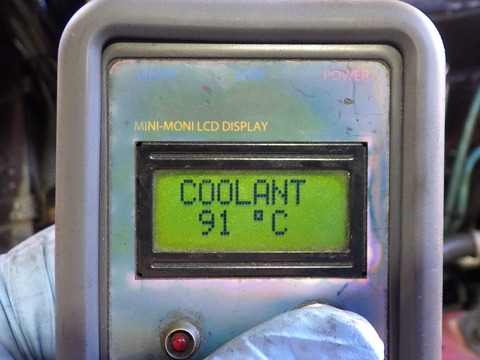 POWER
MINI-MONI LCD DISPLAY
COOLANT
91 °C